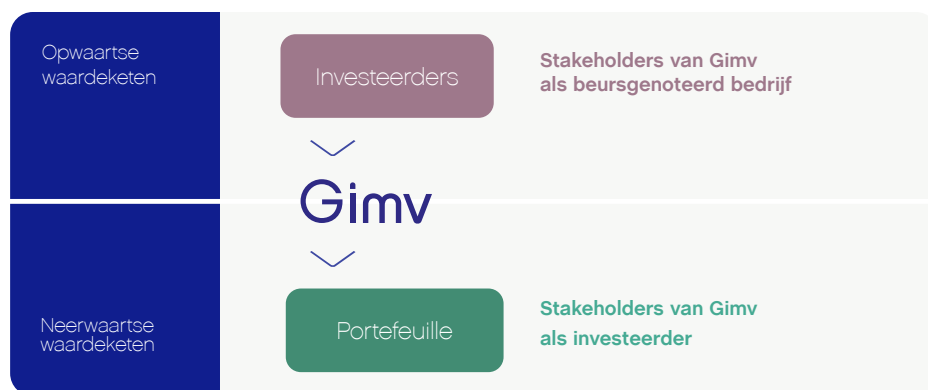 Opwaartse
waardeketen
Investeerders
Stakeholders van Gimv
als beursgenoteerd bedrijf
Gimv
Neerwaartse
waardeketen
Portefeuille
Stakeholders van Gimv
als investeerder